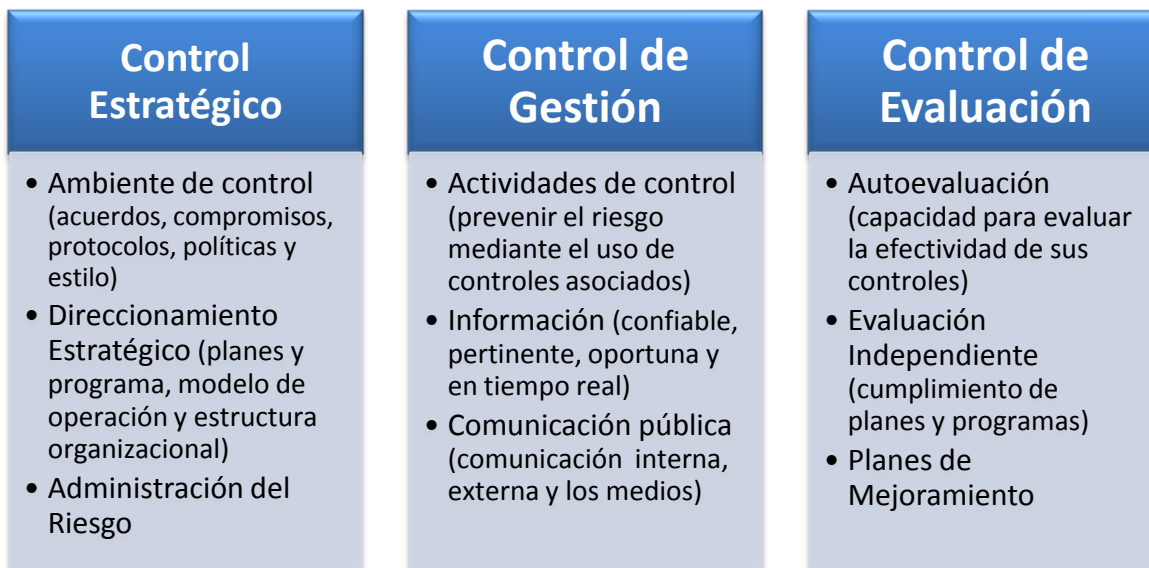 Control
Estratégico
• Ambiente de control
(acuerdos, compromisos,
protocolos, políticas y
estilo)
• Direccionamiento
Estratégico (planes y
programa, modelo de
operación y estructura
organizacional)
• Administración del
Riesgo
Control de
Gestión
• Actividades de control
(prevenir el riesgo
mediante el uso de
controles asociados)
• Información (confiable,
pertinente, oportuna y
en tiempo real)
• Comunicación pública
(comunicación interna,
externa y los medios)
Control de
Evaluación
• Autoevaluación
(capacidad para evaluar
la efectividad de sus
controles)
• Evaluación
Independiente
(cumplimiento de
planes y programas)
• Planes de
Mejoramiento